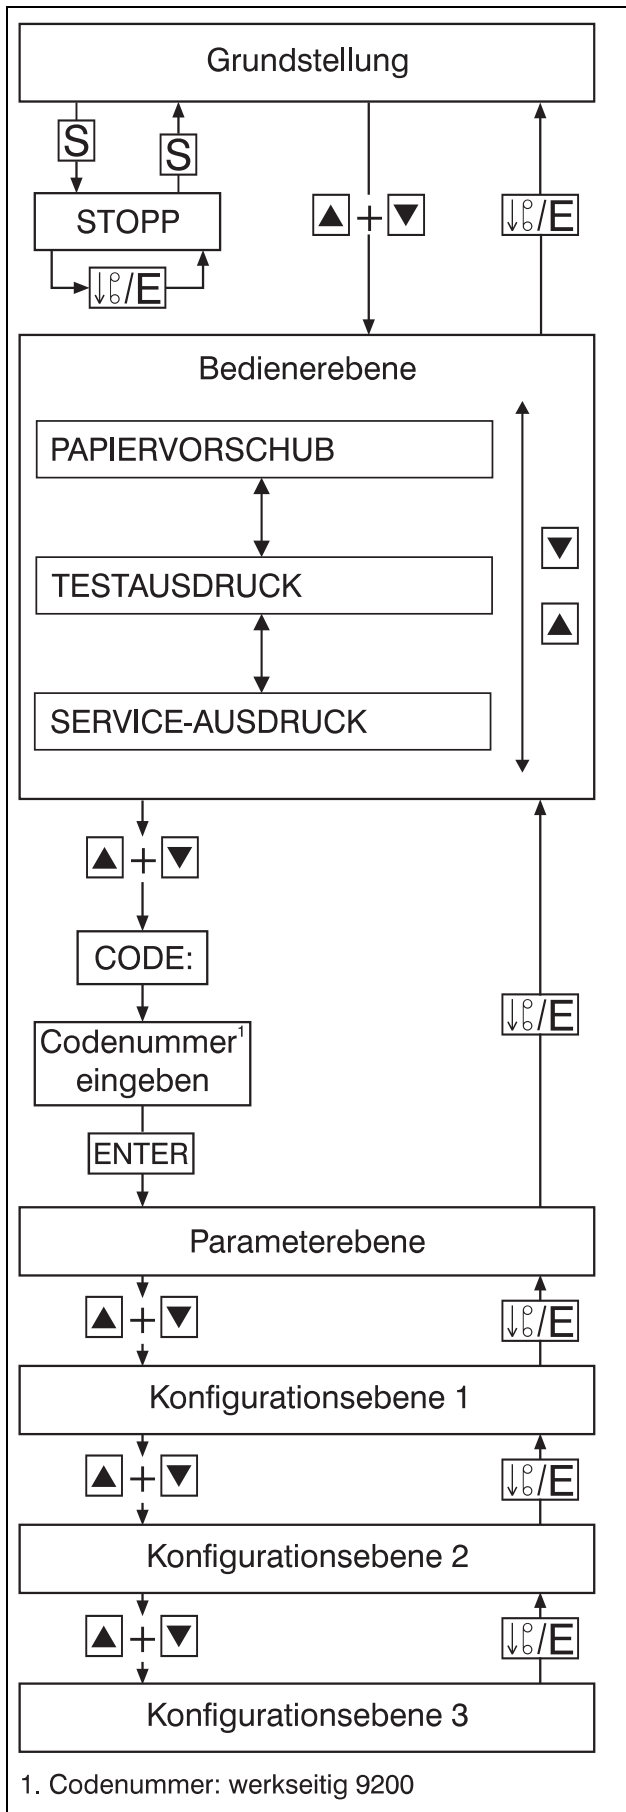 Grundstellung
S
S
STOPP
▲ + ▼
/E
/E
Bedienerebene
PAPIERVORSCHUB
▼
TESTAUSDRUCK
▲
SERVICE-AUSDRUCK
▲ + ▼
CODE:
/E
Codenummer¹
eingeben
ENTER
Parameterebene
▲ + ▼
/E
Konfigurationsebene 1
▲ + ▼
/E
Konfigurationsebene 2
▲ + ▼
/E
Konfigurationsebene 3
1. Codenummer: werkseitig 9200